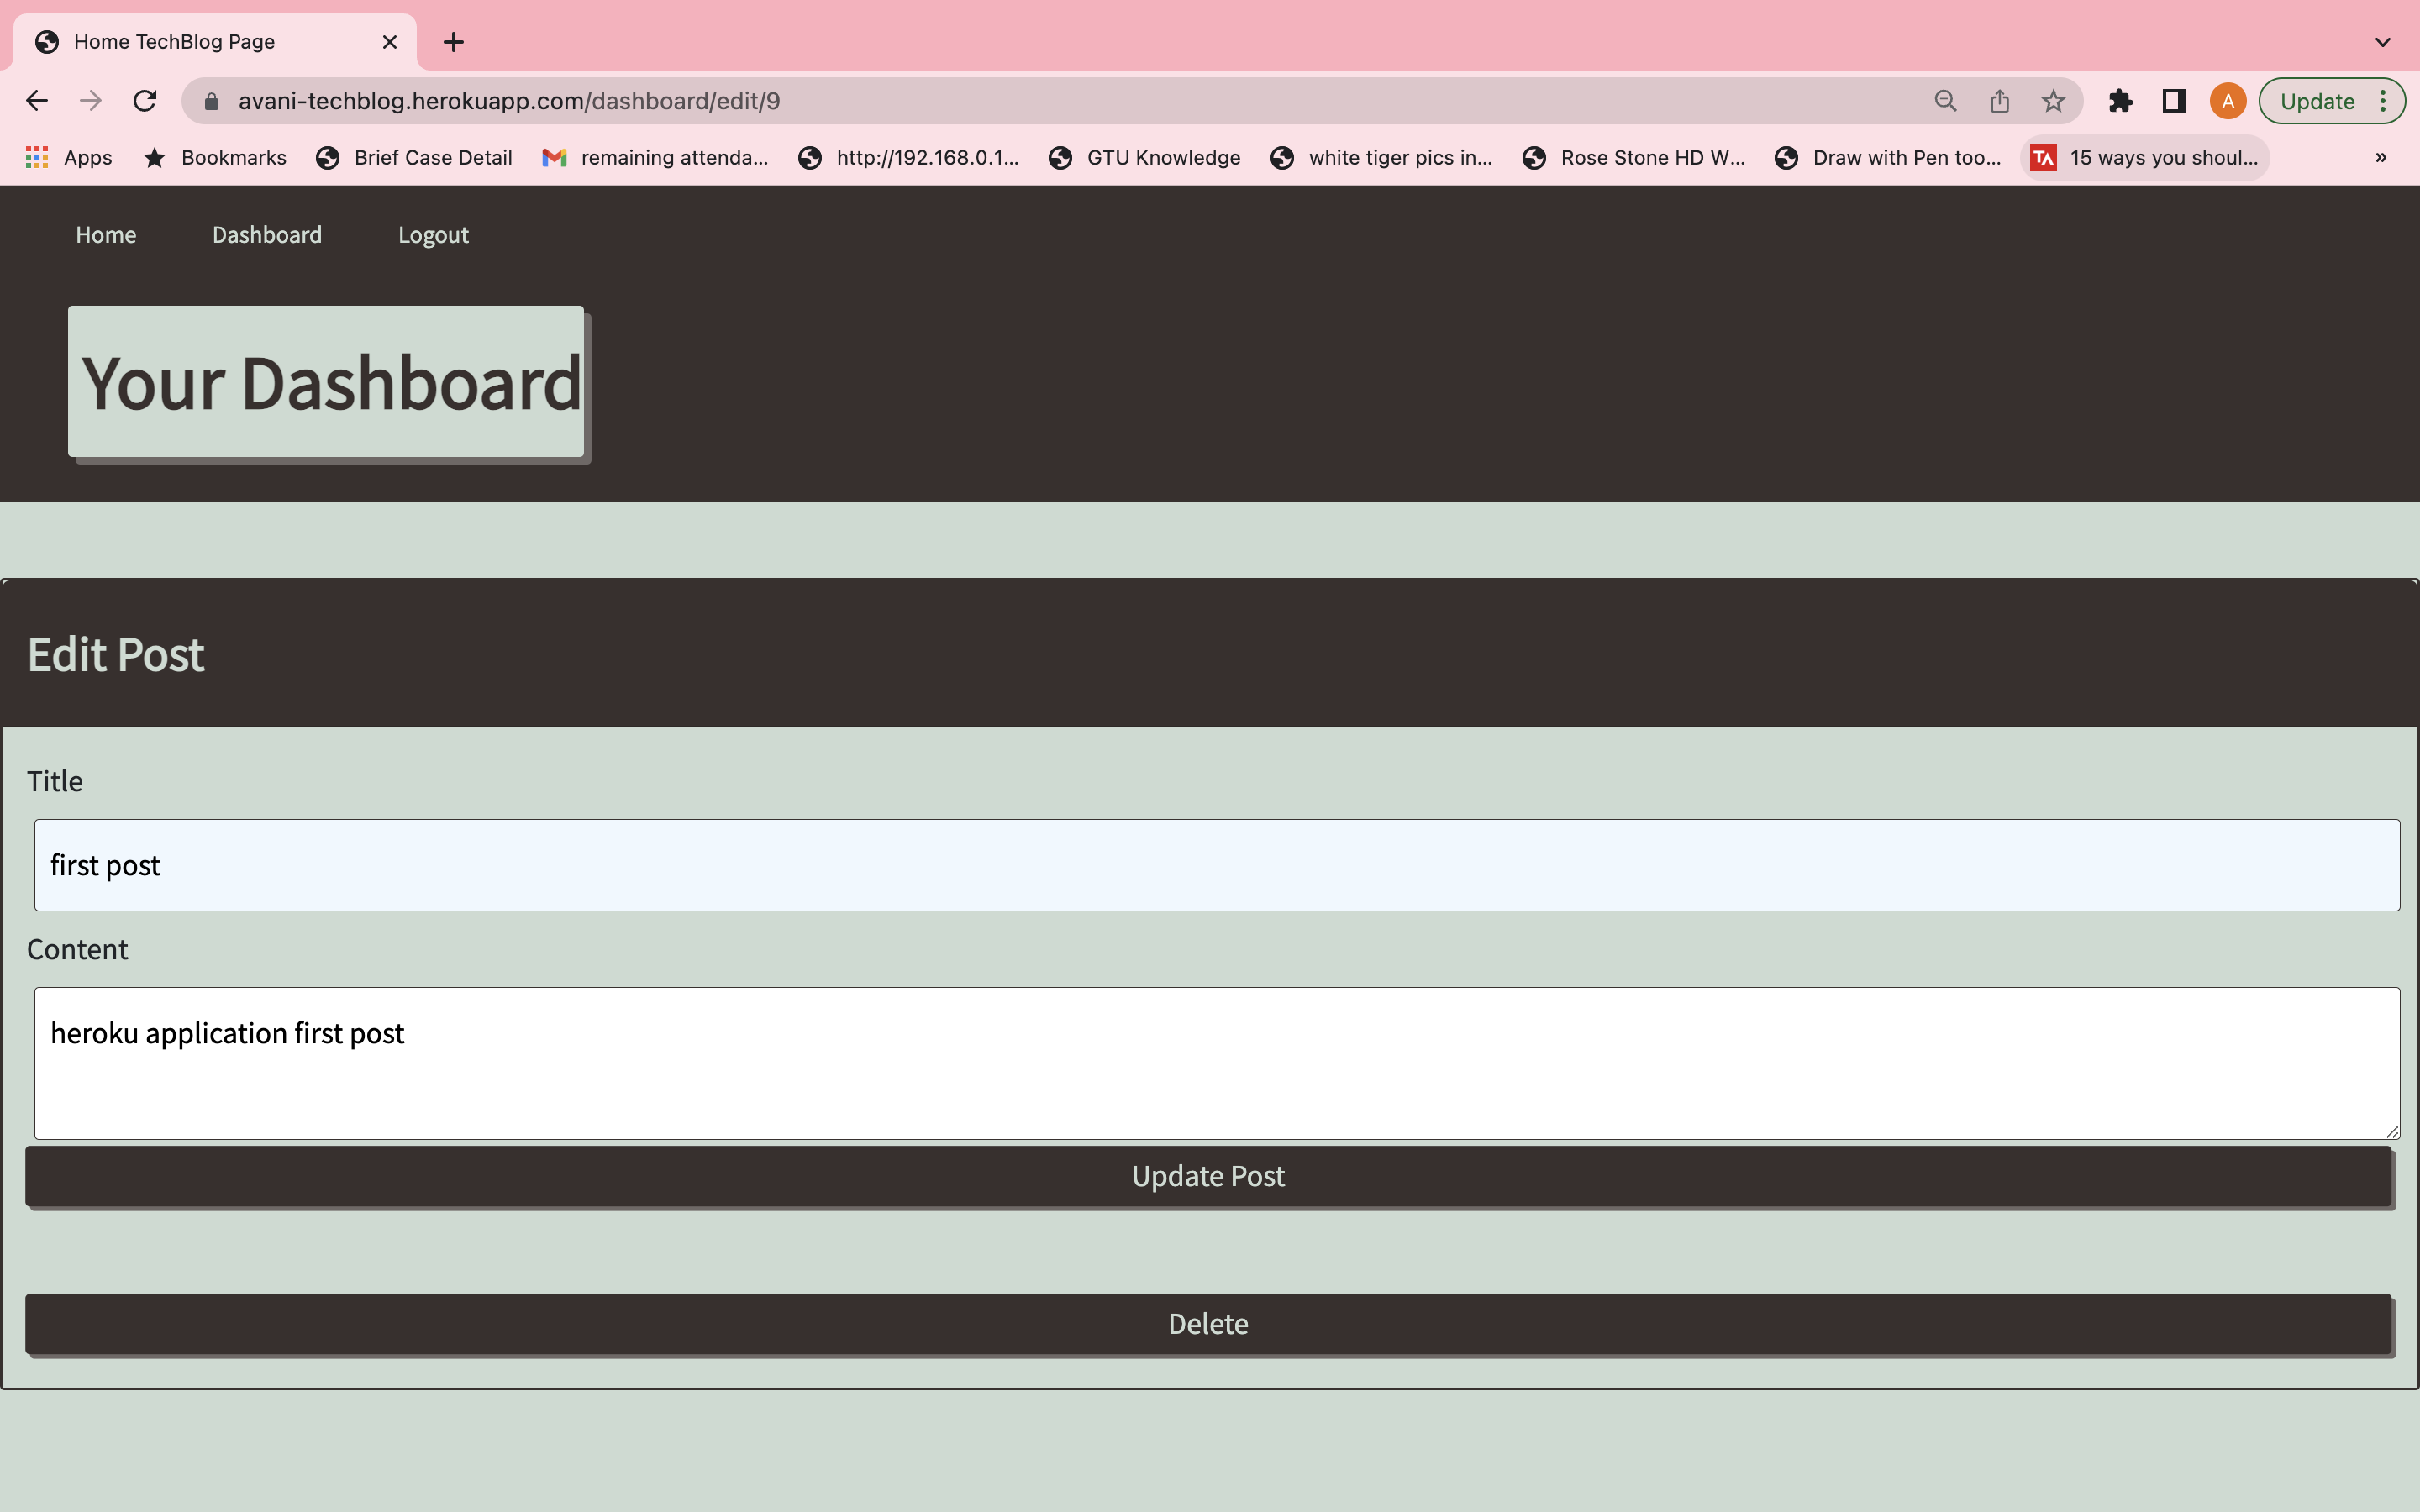 Home TechBlog Page
avani-techblog.herokuapp.com/dashboard/edit/9
A
Update
Apps
Bookmarks
Brief Case Detail
remaining attenda...
http://192.168.0.1...
GTU Knowledge
white tiger pics in...
Rose Stone HD W...
Draw with Pen too...
TA
15 ways you shoul...
»
Home
Dashboard
Logout
Your Dashboard
Edit Post
Title
first post
Content
heroku application first post
Update Post
Delete